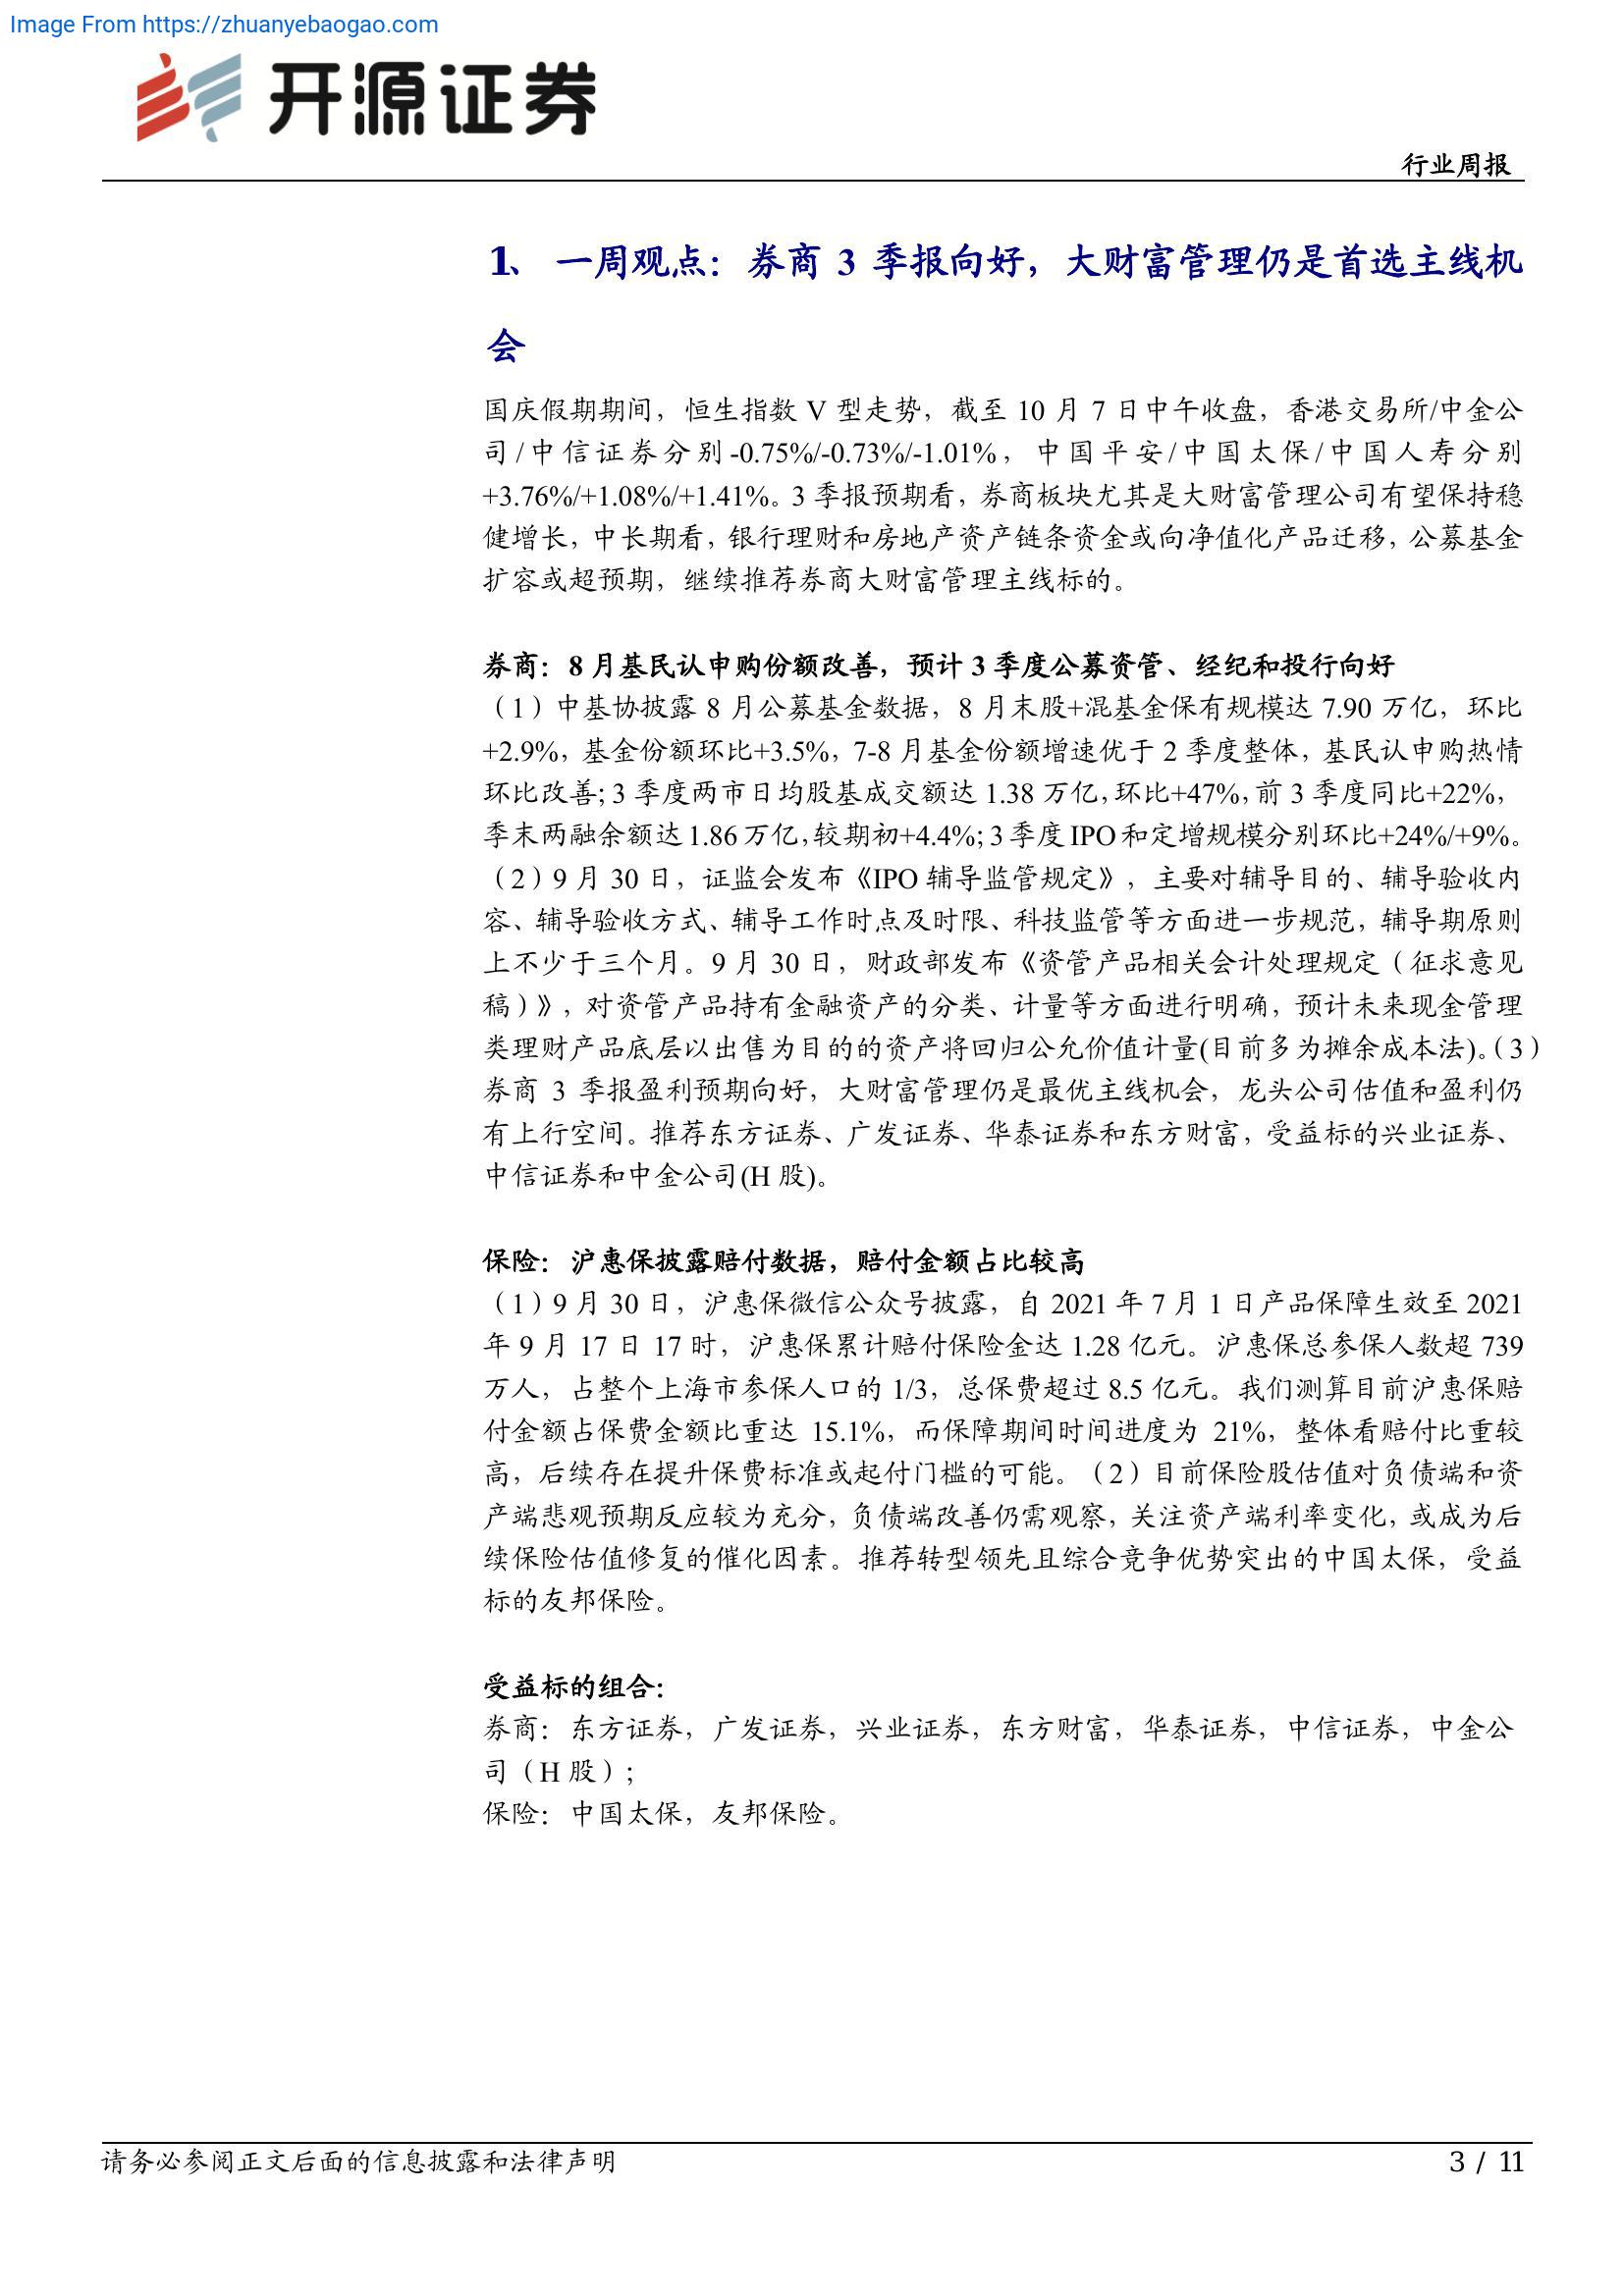 Image From https://zhuanyebaogao.com
开源证券
行业周报
1、 一周观点：券商 3 季报向好，大财富管理仍是首选主线机
会
国庆假期期间，恒生指数 V 型走势，截至 10 月 7 日中午收盘，香港交易所/中金公
司/中信证券分别-0.75%/-0.73%/-1.01%，中国平安/中国太保/中国人寿分别
+3.76%/+1.08%/+1.41%。3 季报预期看，券商板块尤其是大财富管理公司有望保持稳
健增长，中长期看，银行理财和房地产资产链条资金或向净值化产品迁移，公募基金
扩容或超预期，继续推荐券商大财富管理主线标的。
券商：8 月基民认申购份额改善，预计 3 季度公募资管、经纪和投行向好
（1）中基协披露 8 月公募基金数据，8 月末股+混基金保有规模达 7.90 万亿，环比
+2.9%，基金份额环比+3.5%，7-8 月基金份额增速优于 2 季度整体，基民认申购热情
环比改善；3 季度两市日均股基成交额达 1.38 万亿，环比+47%，前 3 季度同比+22%，
季末两融余额达 1.86 万亿，较期初+4.4%；3 季度 IPO 和定增规模分别环比+24%/+9%。
（2）9 月 30 日，证监会发布《IPO 辅导监管规定》，主要对辅导目的、辅导验收内
容、辅导验收方式、辅导工作时点及时限、科技监管等方面进一步规范，辅导期原则
上不少于三个月。9 月 30 日，财政部发布《资管产品相关会计处理规定（征求意见
稿）》，对资管产品持有金融资产的分类、计量等方面进行明确，预计未来现金管理
类理财产品底层以出售为目的的资产将回归公允价值计量(目前多为摊余成本法)。（3）
券商 3 季报盈利预期向好，大财富管理仍是最优主线机会，龙头公司估值和盈利仍
有上行空间。推荐东方证券、广发证券、华泰证券和东方财富，受益标的兴业证券、
中信证券和中金公司(H 股)。
保险：沪惠保披露赔付数据，赔付金额占比较高
（1）9 月 30 日，沪惠保微信公众号披露，自 2021 年 7 月 1 日产品保障生效至 2021
年 9 月 17 日 17 时，沪惠保累计赔付保险金达 1.28 亿元。沪惠保总参保人数超 739
万人，占整个上海市参保人口的 1/3，总保费超过 8.5 亿元。我们测算目前沪惠保赔
付金额占保费金额比重达 15.1%，而保障期间时间进度为 21%，整体看赔付比重较
高，后续存在提升保费标准或起付门槛的可能。（2）目前保险股估值对负债端和资
产端悲观预期反应较为充分，负债端改善仍需观察，关注资产端利率变化，或成为后
续保险估值修复的催化因素。推荐转型领先且综合竞争优势突出的中国太保，受益
标的友邦保险。
受益标的组合：
券商：东方证券，广发证券，兴业证券，东方财富，华泰证券，中信证券，中金公
司（H 股）；
保险：中国太保，友邦保险。
请务必参阅正文后面的信息披露和法律声明
3 / 11